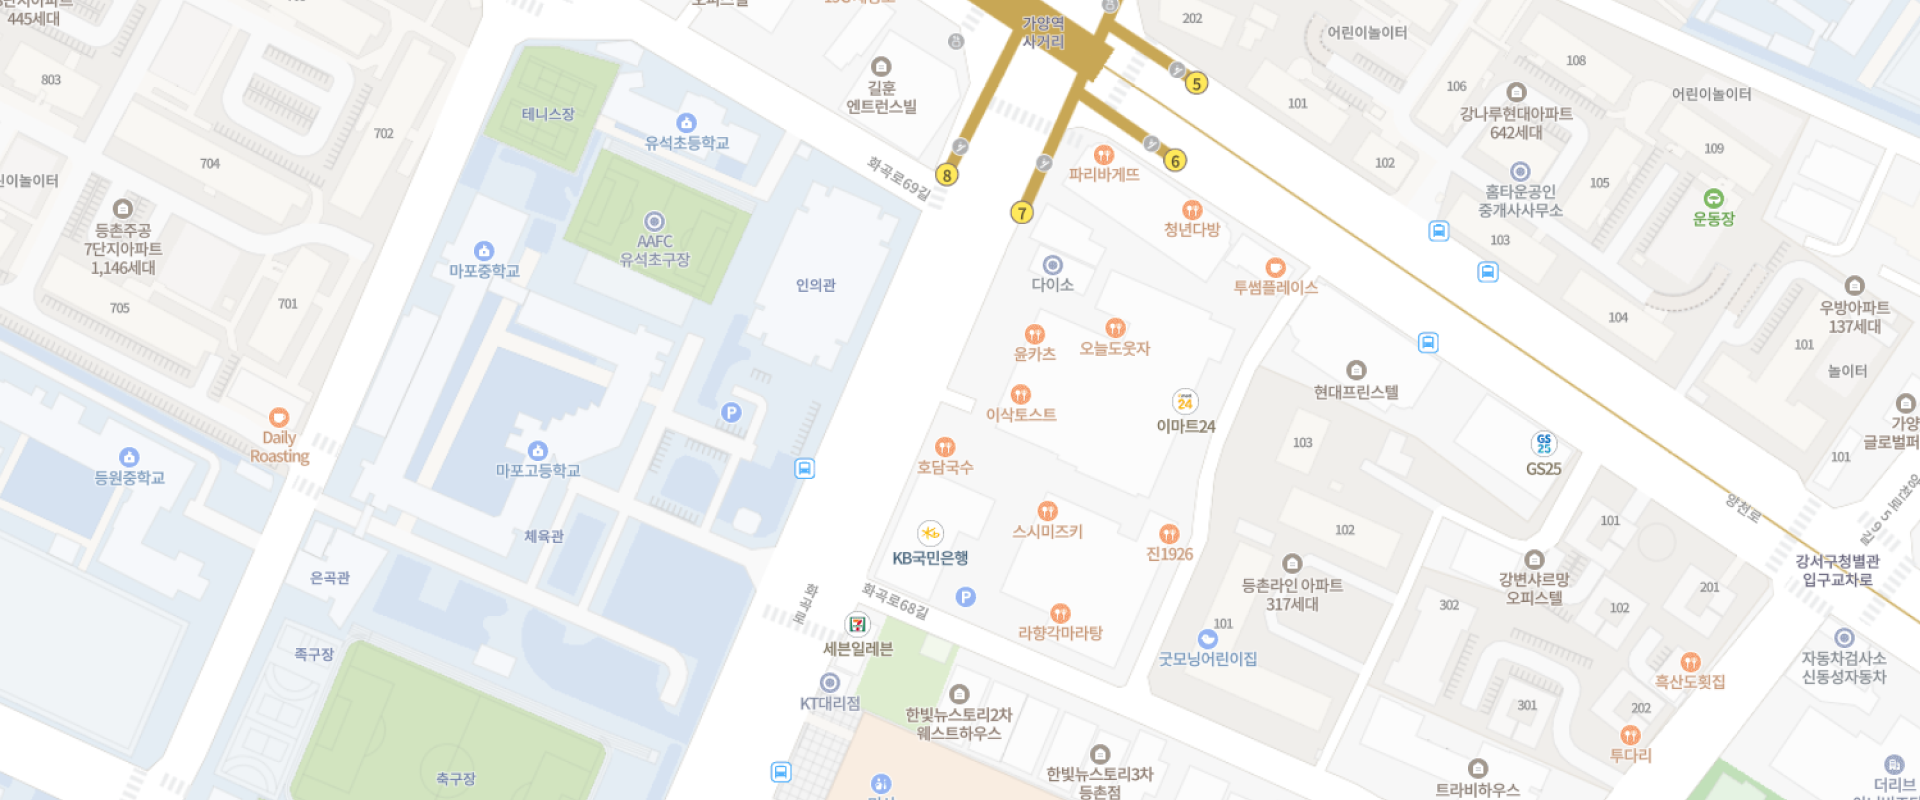 445세대
803
704
702
어린이놀이터
등촌주공
7단지아파트
1,146세대
705
701
Daily
Roasting
등원중학교
테니스장
유석초등학교
AAFC
유석초구장
마포중학교
인의관
P
마포고등학교
체육관
은곡관
족구장
축구장
길훈
엔트런스빌
가양역
사거리
화곡로69길
8
7
6
5
파리바게뜨
청년다방
다이소
투썸플레이스
윤카츠
오늘도웃자
이삭토스트
이마트24
24
호담국수
KB국민은행
스시미즈키
진1926
P
라향각마라탕
화곡로68길
화곡로
7
세븐일레븐
KT대리점
한빛뉴스토리2차
웨스트하우스
한빛뉴스토리3차
등촌점
202
어린이놀이터
101
102
106
108
강나루현대아파트
642세대
어린이놀이터
109
105
홈타운공인
중개사사무소
운동장
103
104
우방아파트
137세대
101
놀이터
가양
101
현대프린스텔
103
GS
25
GS25
102
등촌라인 아파트
317세대
101
굿모닝어린이집
양천로
강서구청별관
입구교차로
101
강변샤르망
오피스텔
302
102
201
301
202
흑산도횟집
투다리
트라비하우스
자동차검사소
신동성자동차
더리브